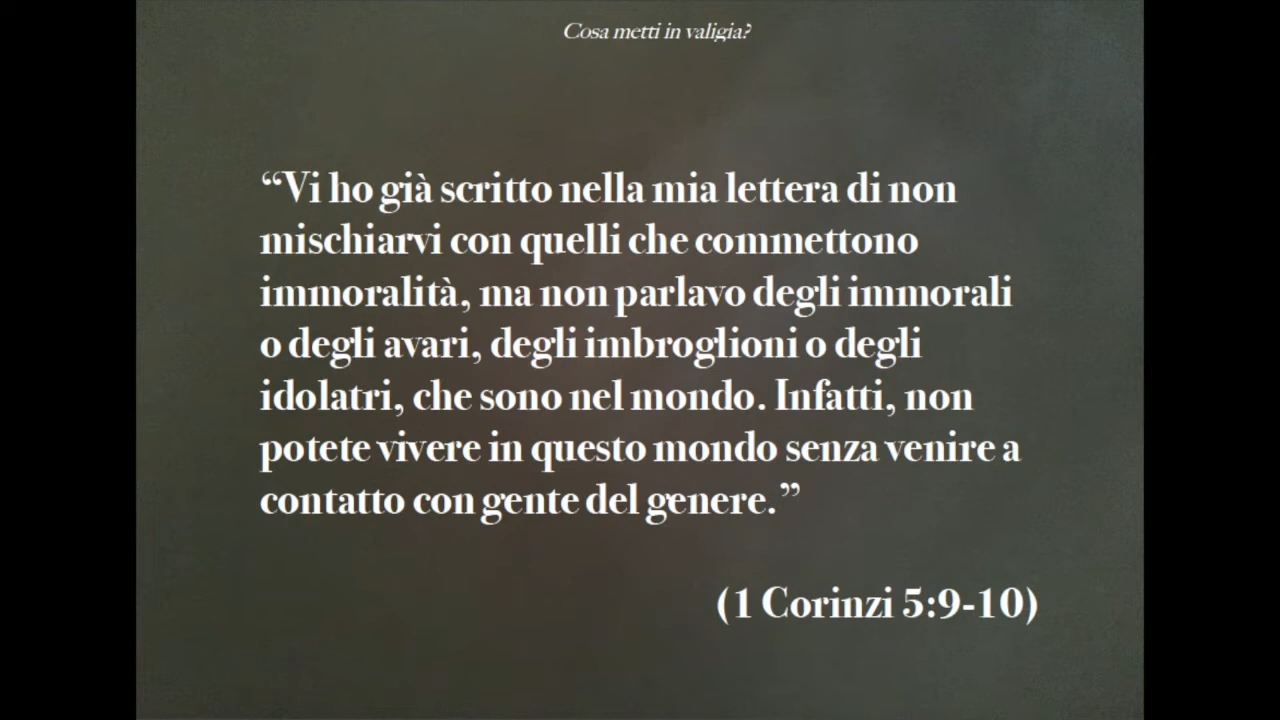 Cosa metti in valigia?
“Vi ho già scritto nella mia lettera di non
mischiarvi con quelli che commettono
immoralità, ma non parlavo degli immorali
o degli avari, degli imbroglioni o degli
idolatri, che sono nel mondo. Infatti, non
potete vivere in questo mondo senza venire a
contatto con gente del genere.”
(1 Corinzi 5:9-10)